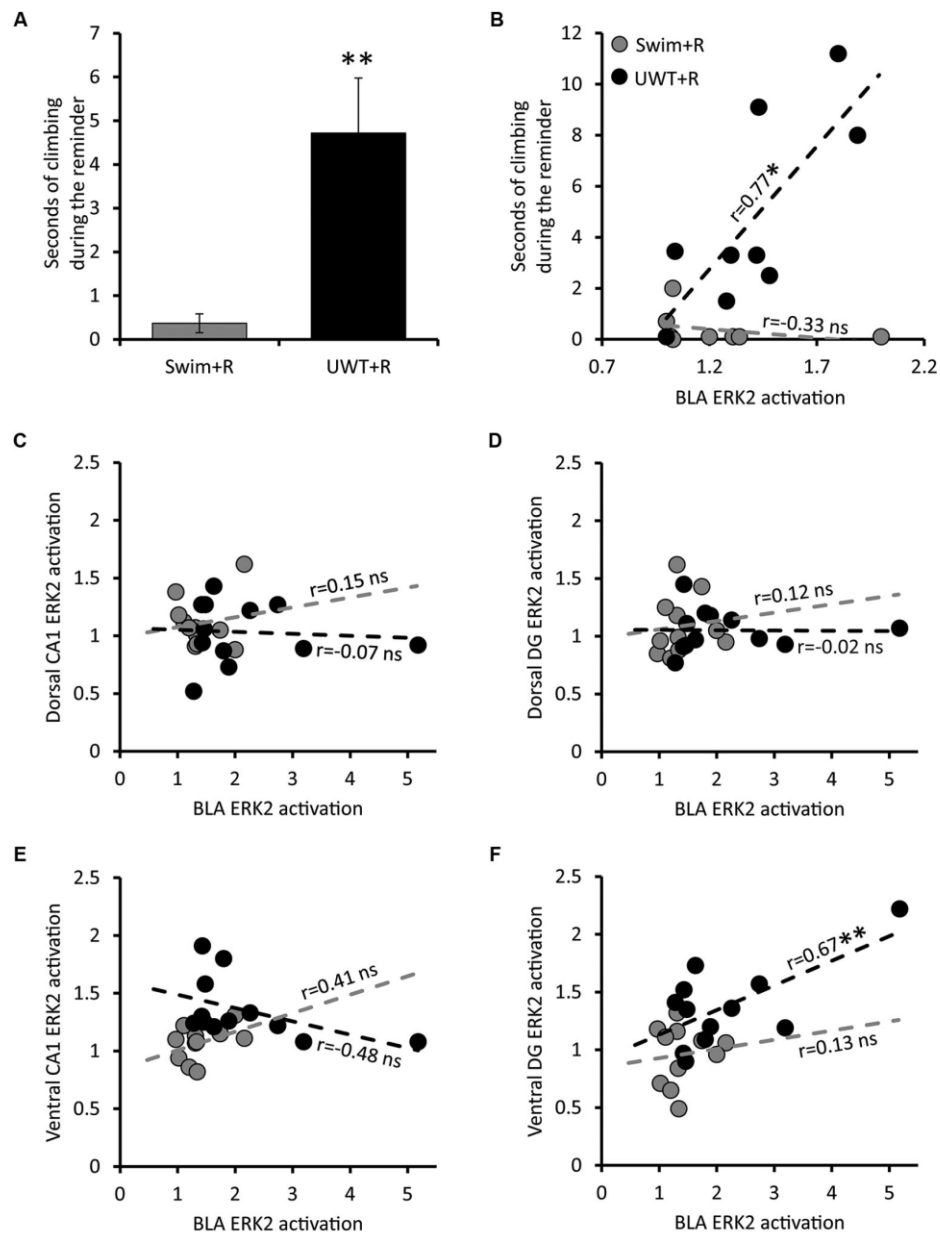 A
Seconds of climbing
during the reminder
7
6
5
4
3
2
1
0
**
Swim+R
UWT+R
B
Seconds of climbing
during the reminder
12
10
8
6
4
2
0
Swim+R
UWT+R
r=0.77*
r=-0.33 ns
0.7
1.2
1.7
2.2
BLA ERK2 activation
C
Dorsal CA1 ERK2 activation
2.5
2
1.5
1
0.5
0
r=0.15 ns
r=-0.07 ns
0
1
2
3
4
5
BLA ERK2 activation
D
Dorsal DG ERK2 activation
2.5
2
1.5
1
0.5
0
r=0.12 ns
r=-0.02 ns
0
1
2
3
4
5
BLA ERK2 activation
E
Ventral CA1 ERK2 activation
2.5
2
1.5
1
0.5
0
r=0.41 ns
r=-0.48 ns
0
1
2
3
4
5
BLA ERK2 activation
F
Ventral DG ERK2 activation
2.5
2
1.5
1
0.5
0
r=0.67**
r=0.13 ns
0
1
2
3
4
5
BLA ERK2 activation